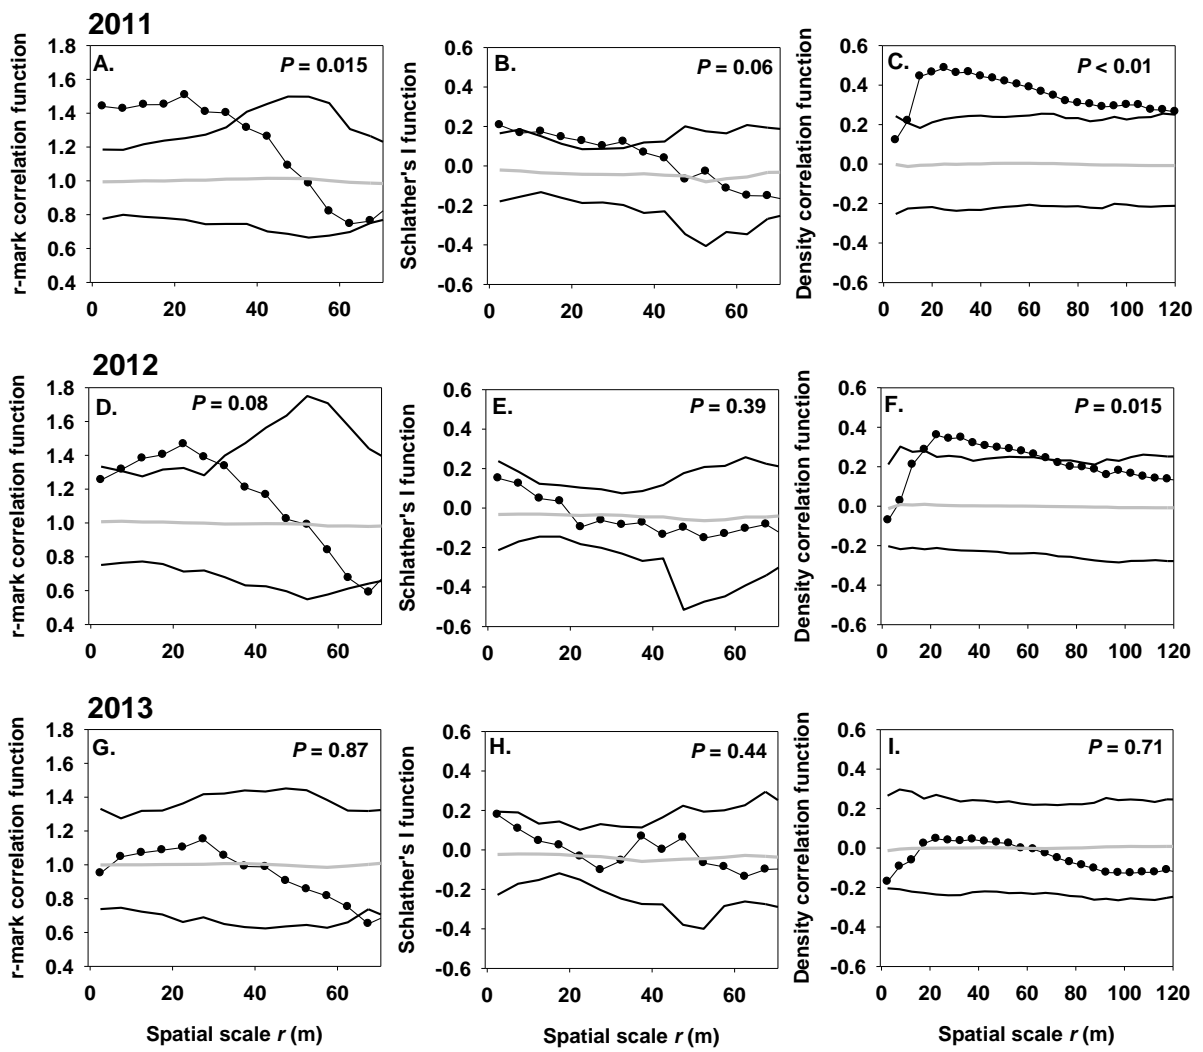 2011
A.
P = 0.015
r-mark correlation function
1.8
1.6
1.4
1.2
1.0
0.8
0.6
0.4
0 20 40 60
B.
P = 0.06
Schlather's I function
0.6
0.4
0.2
0.0
-0.2
-0.4
-0.6
0 20 40 60
C.
P < 0.01
Density correlation function
0.6
0.4
0.2
0.0
-0.2
-0.4
-0.6
0 20 40 60 80 100 120
2012
D.
P = 0.08
r-mark correlation function
1.8
1.6
1.4
1.2
1.0
0.8
0.6
0.4
0 20 40 60
E.
P = 0.39
Schlather's I function
0.6
0.4
0.2
0.0
-0.2
-0.4
-0.6
0 20 40 60
F.
P = 0.015
Density correlation function
0.6
0.4
0.2
0.0
-0.2
-0.4
-0.6
0 20 40 60 80 100 120
2013
G.
P = 0.87
r-mark correlation function
1.8
1.6
1.4
1.2
1.0
0.8
0.6
0.4
0 20 40 60
Spatial scale r (m)
H.
P = 0.44
Schlather's I function
0.6
0.4
0.2
0.0
-0.2
-0.4
-0.6
0 20 40 60
Spatial scale r (m)
I.
P = 0.71
Density correlation function
0.6
0.4
0.2
0.0
-0.2
-0.4
-0.6
0 20 40 60 80 100 120
Spatial scale r (m)